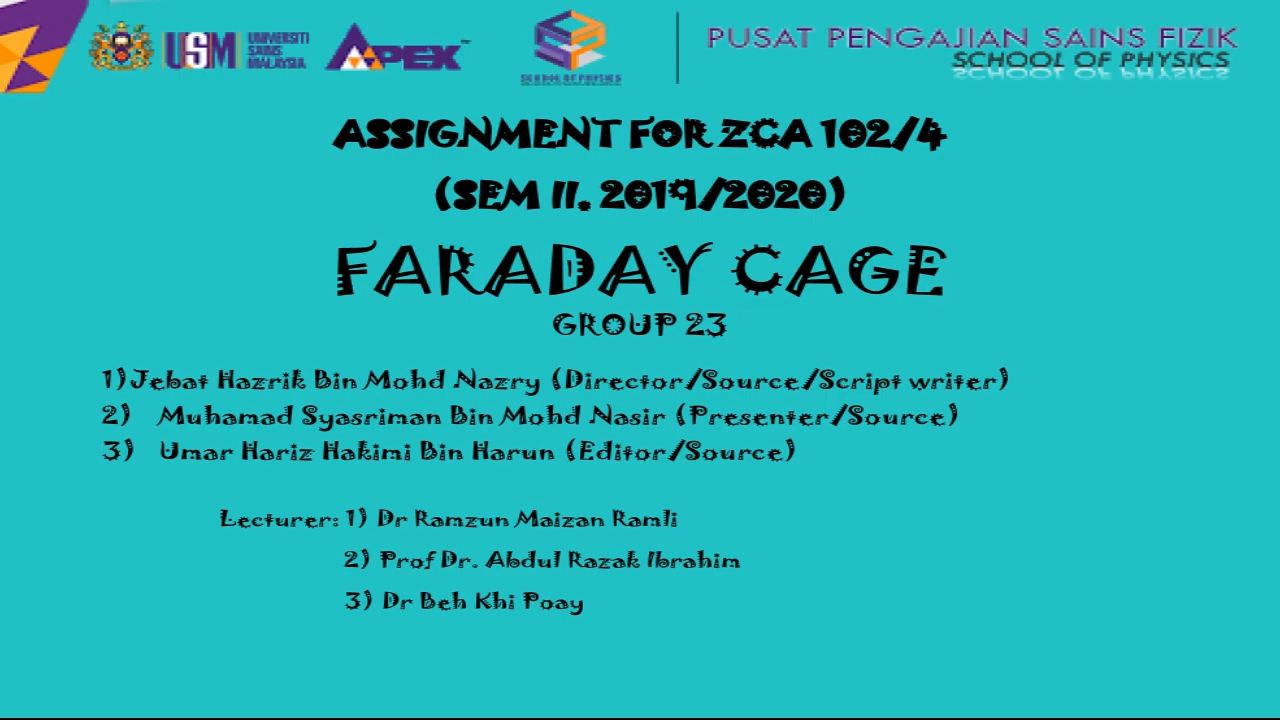 USM UNIVERSITI SAINS MALAYSIA
APEX™
SCHOOL OF PHYSICS
PUSAT PENGAJIAN SAINS FIZIK
SCHOOL OF PHYSICS
ASSIGNMENT FOR ZCA 102/4
(SEM II, 2019/2020)
FARADAY CAGE
GROUP 23
1)Jebat Hazrik Bin Mohd Nazry (Director/Source/Script writer)
2) Muhamad Syasriman Bin Mohd Nasir (Presenter/Source)
3) Umar Hariz Hakimi Bin Harun (Editor/Source)
Lecturer: 1) Dr Ramzun Maizan Ramli
2) Prof Dr. Abdul Razak Ibrahim
3) Dr Beh Khi Poay